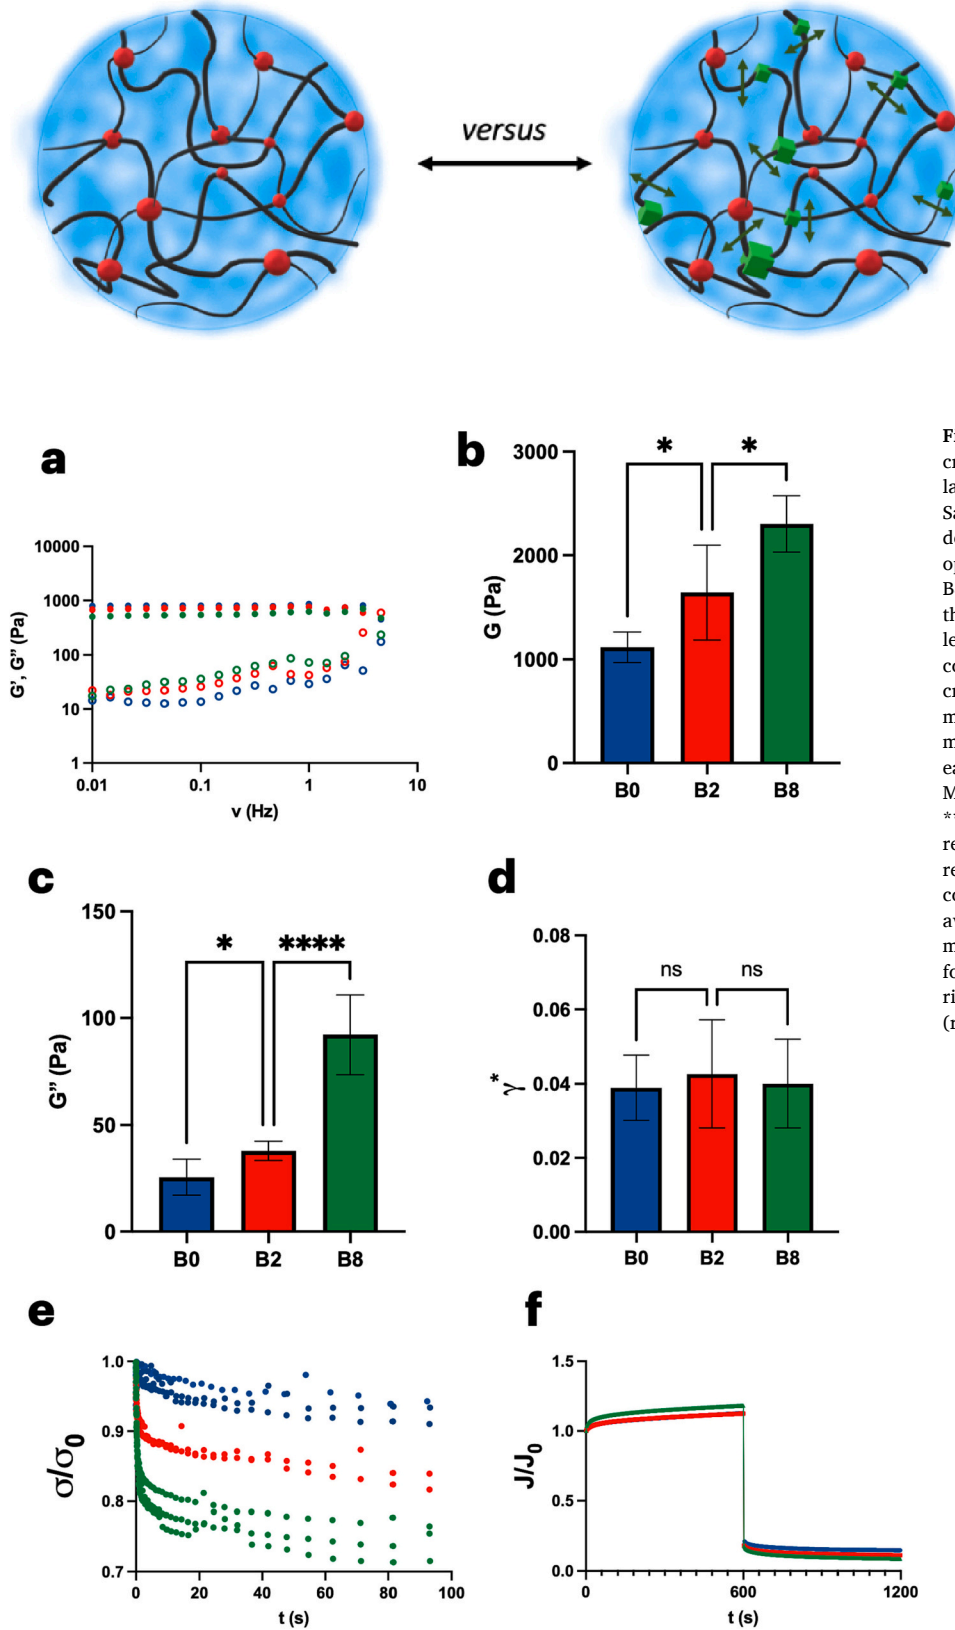 versus
a
G', G” (Pa)
10000
1000
100
10
1
0.01
0.1
1
10
v (Hz)
b
G (Pa)
3000
2000
1000
0
*
*
B0
B2
B8
c
G” (Pa)
150
100
50
0
*
****
B0
B2
B8
d
γ*
0.08
0.06
0.04
0.02
0.00
ns
ns
B0
B2
B8
e
σ/σ0
1.0
0.9
0.8
0.7
0
20
40
60
80
100
t (s)
f
J/J0
1.5
1.0
0.5
0.0
0
600
1200
t (s)